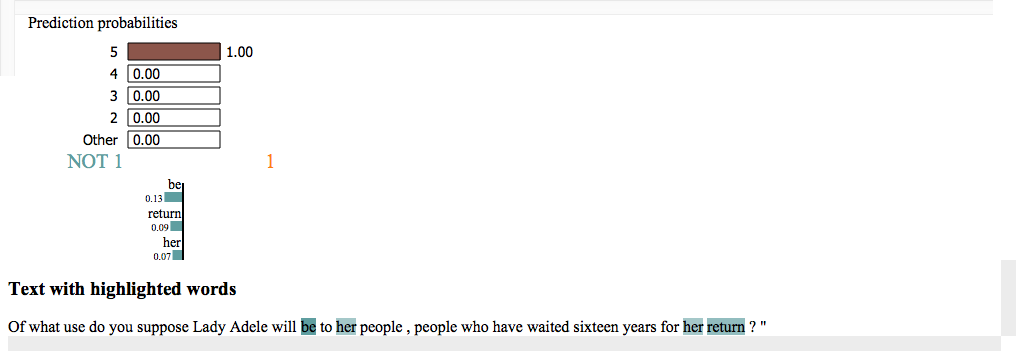 Prediction probabilities
5 1.00
4 0.00
3 0.00
2 0.00
Other 0.00
NOT 1 1
be
0.13
return
0.09
her
0.07
Text with highlighted words
Of what use do you suppose Lady Adele will be to her people , people who have waited sixteen years for her return ? "